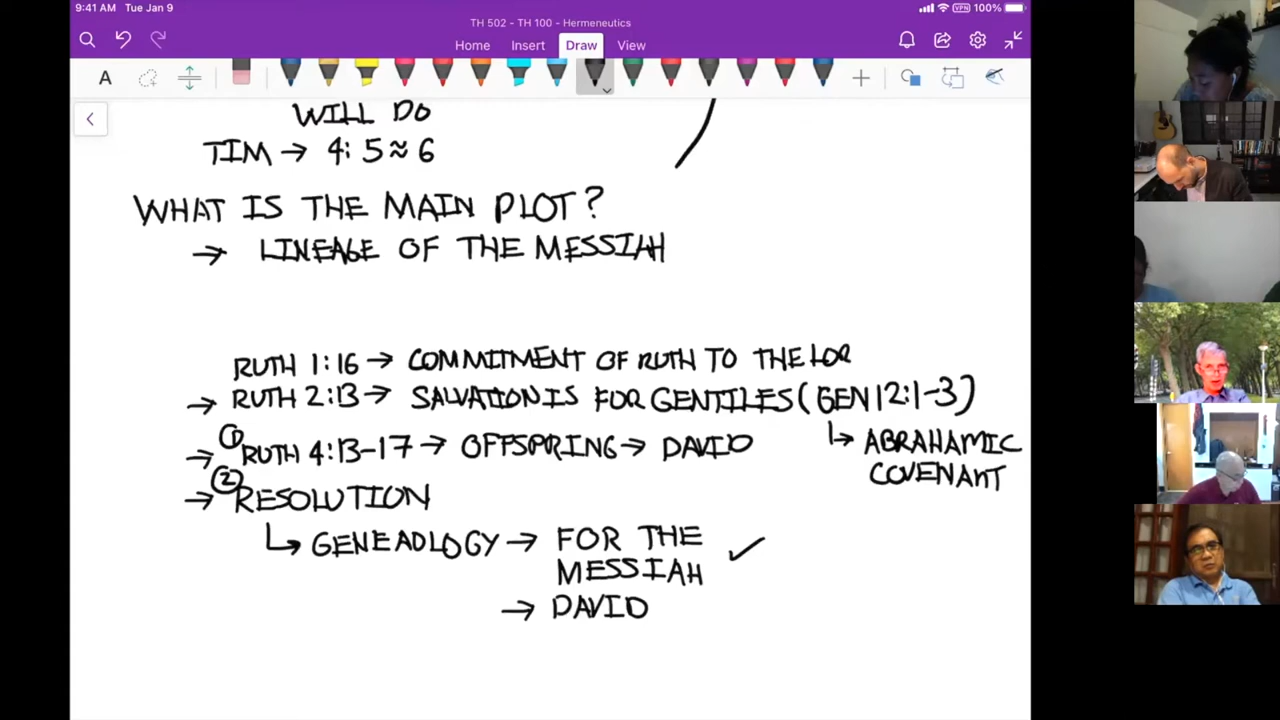 9:41 AM Tue Jan 9
VPN 100%
TH 502 - TH 100 - Hermeneutics
Home Insert Draw View
A
WILL DO
TIM → 4: 5 ≈ 6
WHAT IS THE MAIN PLOT?
→ LINEAGE OF THE MESSIAH
RUTH 1:16 → COMMITMENT OF RUTH TO THE LOR
→ RUTH 2:13 → SALVATION IS FOR GENTILES (GEN 12:1-3)
↳ ABRAHAMIC
COVENANT
→ ① RUTH 4:13-17 → OFFSPRING → DAVID
→ ② RESOLUTION
↳ GENEADLOGY → FOR THE
MESSIAH ✓
→ DAVID